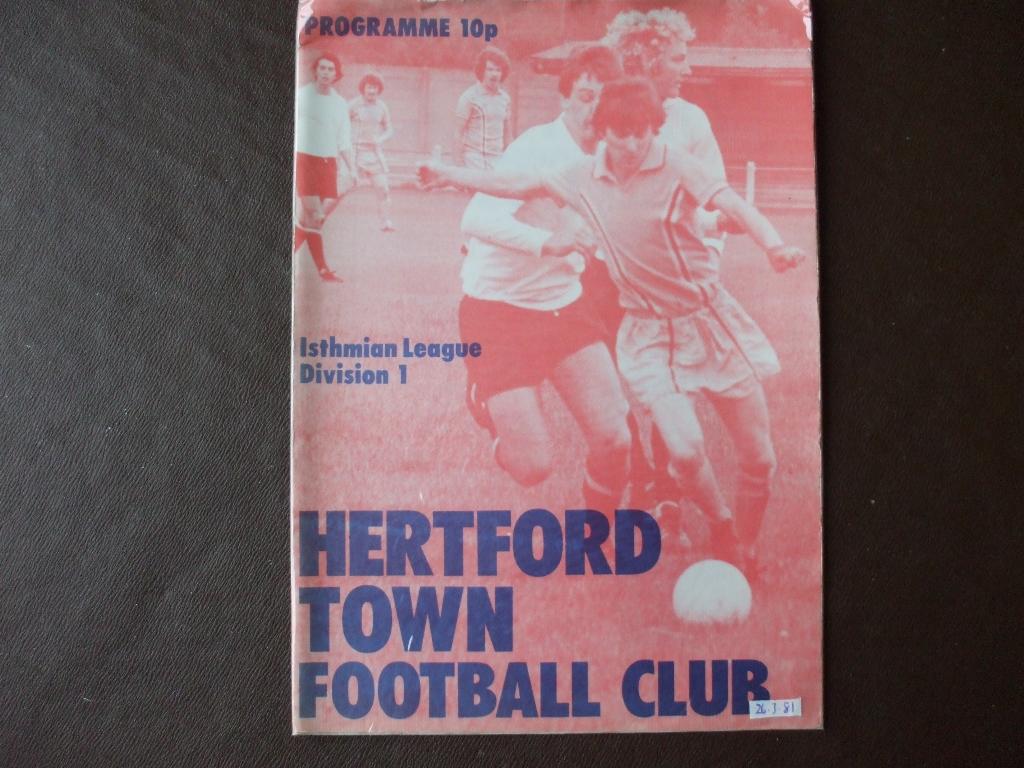 PROGRAMME 10p
Isthmian League
Division 1
HERTFORD
TOWN
FOOTBALL CLUB
26.3.81